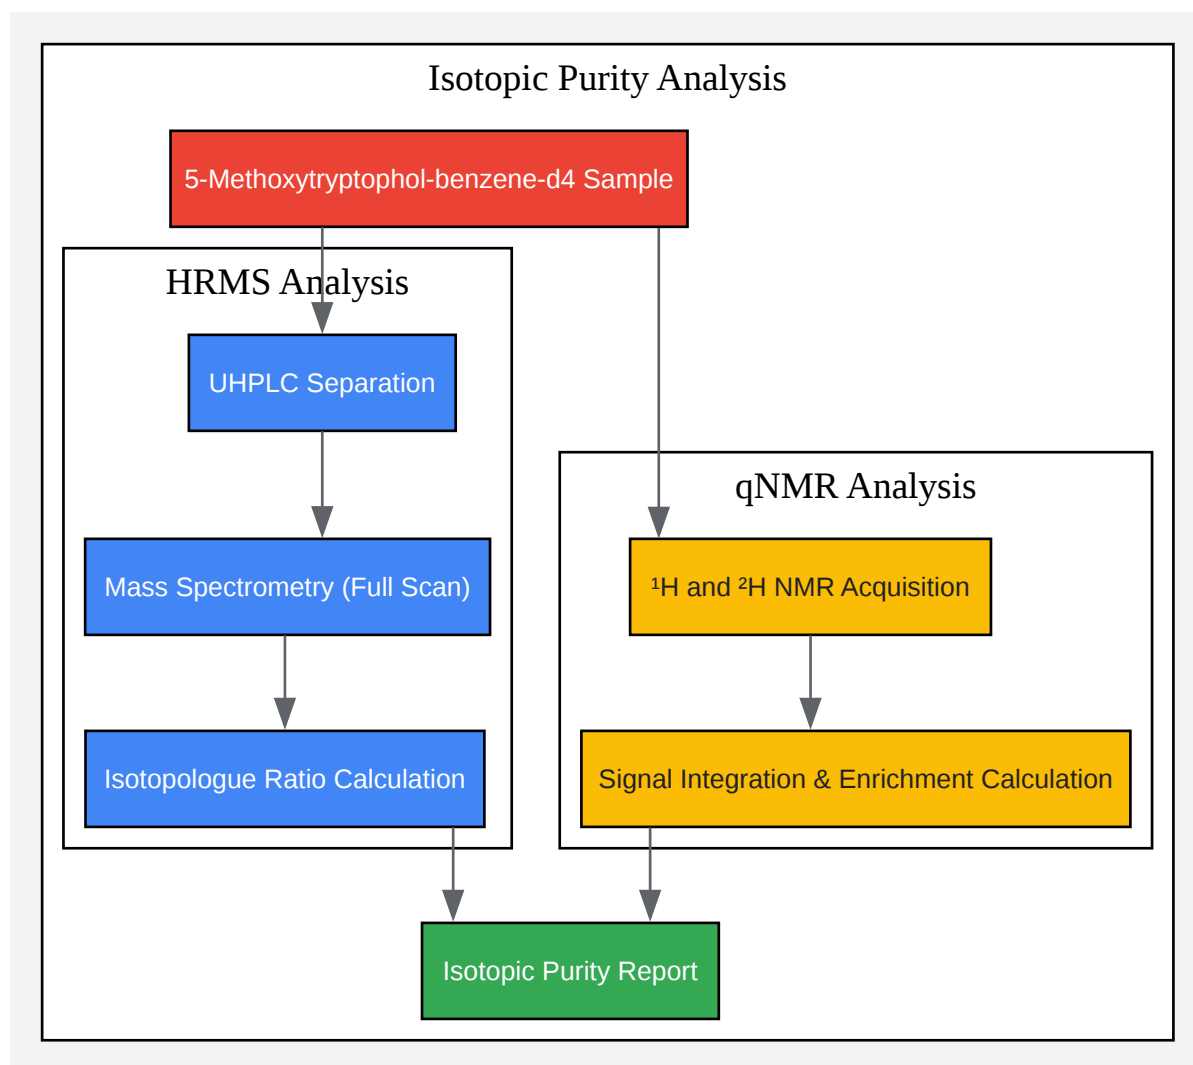 Isotopic Purity Analysis
5-Methoxytryptophol-benzene-d4 Sample
HRMS Analysis
UHPLC Separation
Mass Spectrometry (Full Scan)
Isotopologue Ratio Calculation
qNMR Analysis
¹H and ²H NMR Acquisition
Signal Integration & Enrichment Calculation
Isotopic Purity Report